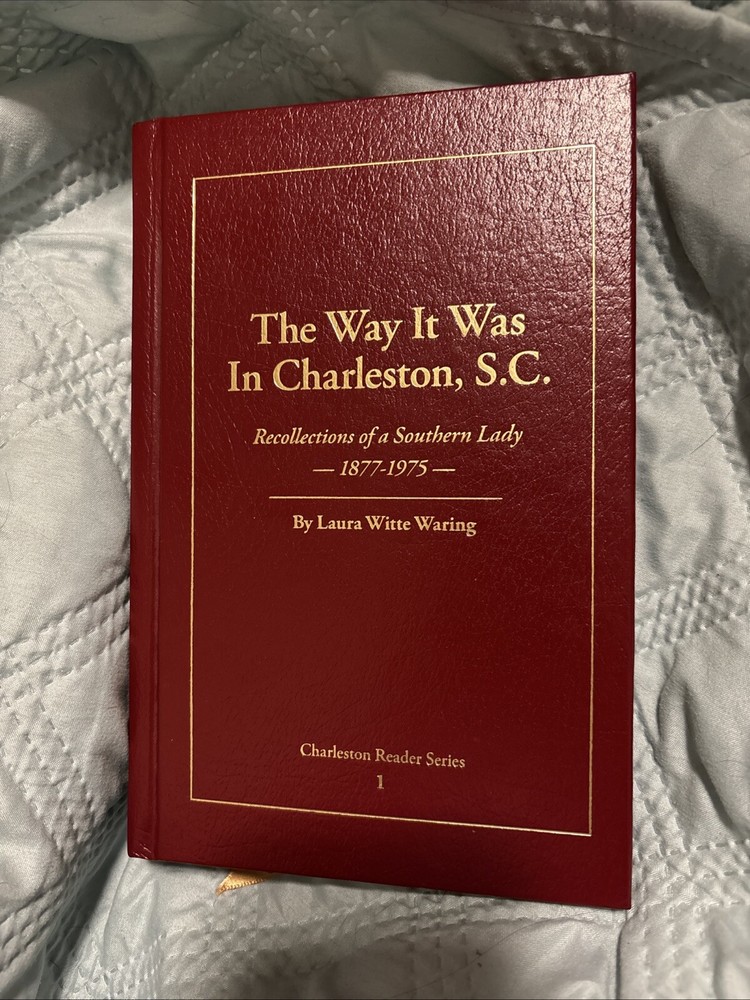 The Way It Was
In Charleston, S.C.
Recollections of a Southern Lady
— 1877-1975 —
By Laura Witte Waring
Charleston Reader Series
1